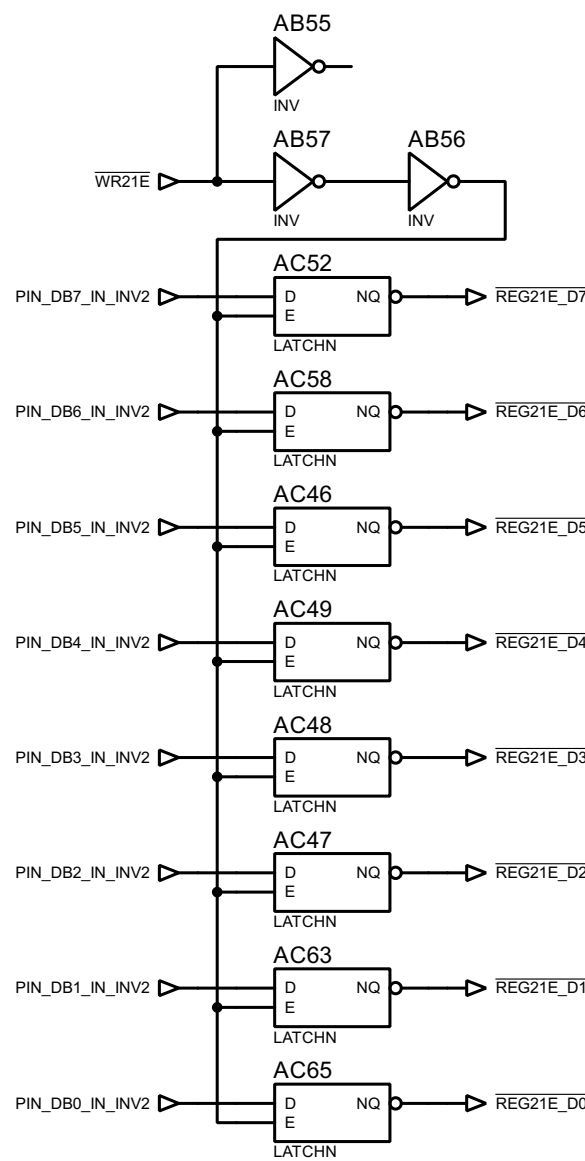 AB55
INV
AB57 AB56
WR21E
INV INV
AC52
PIN_DB7_IN_INV2 D NQ REG21E_D7
E
LATCHN
AC58
PIN_DB6_IN_INV2 D NQ REG21E_D6
E
LATCHN
AC46
PIN_DB5_IN_INV2 D NQ REG21E_D5
E
LATCHN
AC49
PIN_DB4_IN_INV2 D NQ REG21E_D4
E
LATCHN
AC48
PIN_DB3_IN_INV2 D NQ REG21E_D3
E
LATCHN
AC47
PIN_DB2_IN_INV2 D NQ REG21E_D2
E
LATCHN
AC63
PIN_DB1_IN_INV2 D NQ REG21E_D1
E
LATCHN
AC65
PIN_DB0_IN_INV2 D NQ REG21E_D0
E
LATCHN